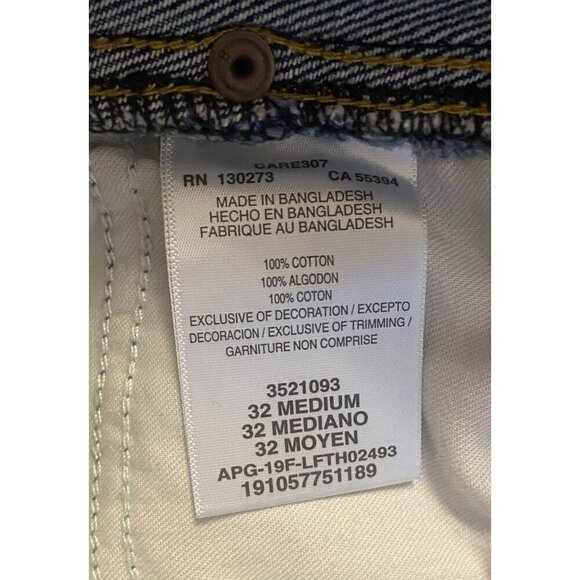 CARE307
RN 130273 CA 55394
MADE IN BANGLADESH
HECHO EN BANGLADESH
FABRIQUE AU BANGLADESH
100% COTTON
100% ALGODON
100% COTON
EXCLUSIVE OF DECORATION / EXCEPTO
DECORACION / EXCLUSIVE OF TRIMMING /
GARNITURE NON COMPRISE
3521093
32 MEDIUM
32 MEDIANO
32 MOYEN
APG-19F-LFTH02493
191057751189